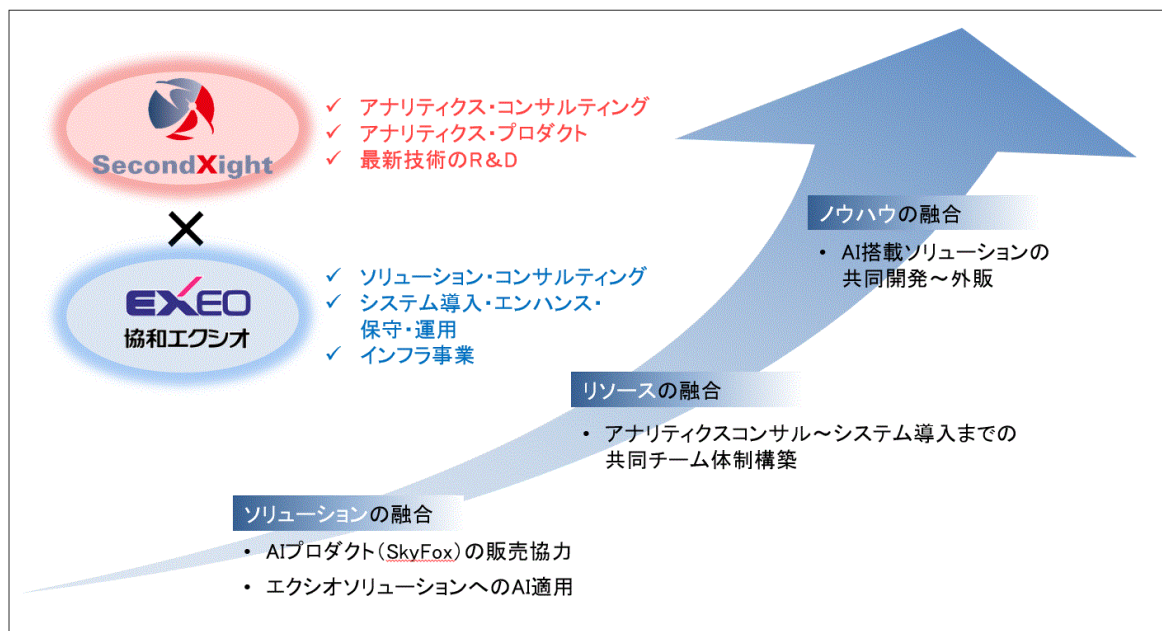 SecondXight
✓ アナリティクス・コンサルティング
✓ アナリティクス・プロダクト
✓ 最新技術のR&D
×
EXEO
協和エクシオ
✓ ソリューション・コンサルティング
✓ システム導入・エンハンス・
保守・運用
✓ インフラ事業
ノウハウの融合
• AI搭載ソリューションの
共同開発～外販
リソースの融合
• アナリティクスコンサル～システム導入までの
共同チーム体制構築
ソリューションの融合
• AIプロダクト(SkyFox)の販売協力
• エクシオソリューションへのAI適用